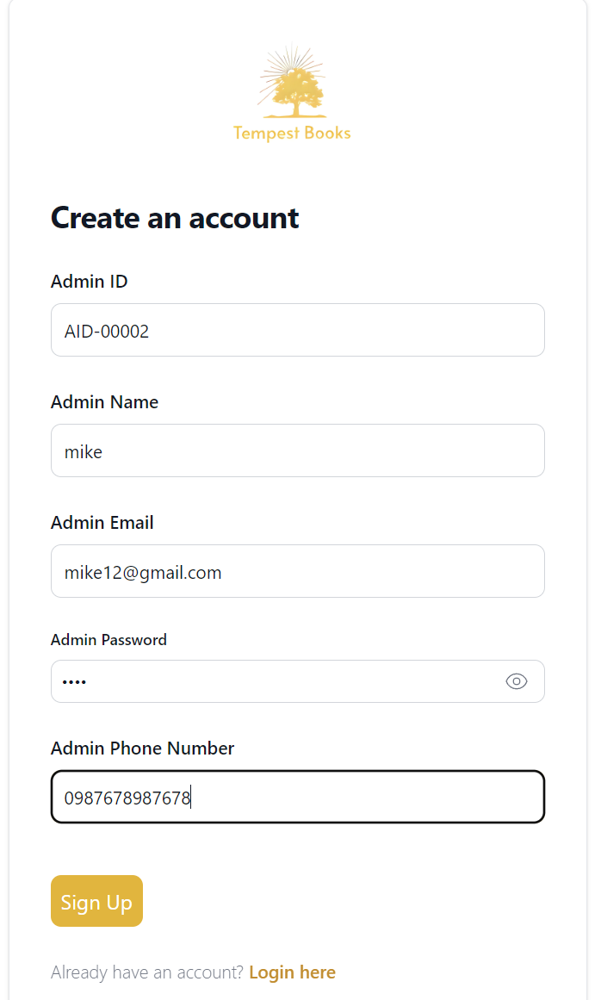 Tempest Books
Create an account
Admin ID
AID-00002
Admin Name
mike
Admin Email
mike12@gmail.com
Admin Password
••••
Admin Phone Number
0987678987678
Sign Up
Already have an account? Login here